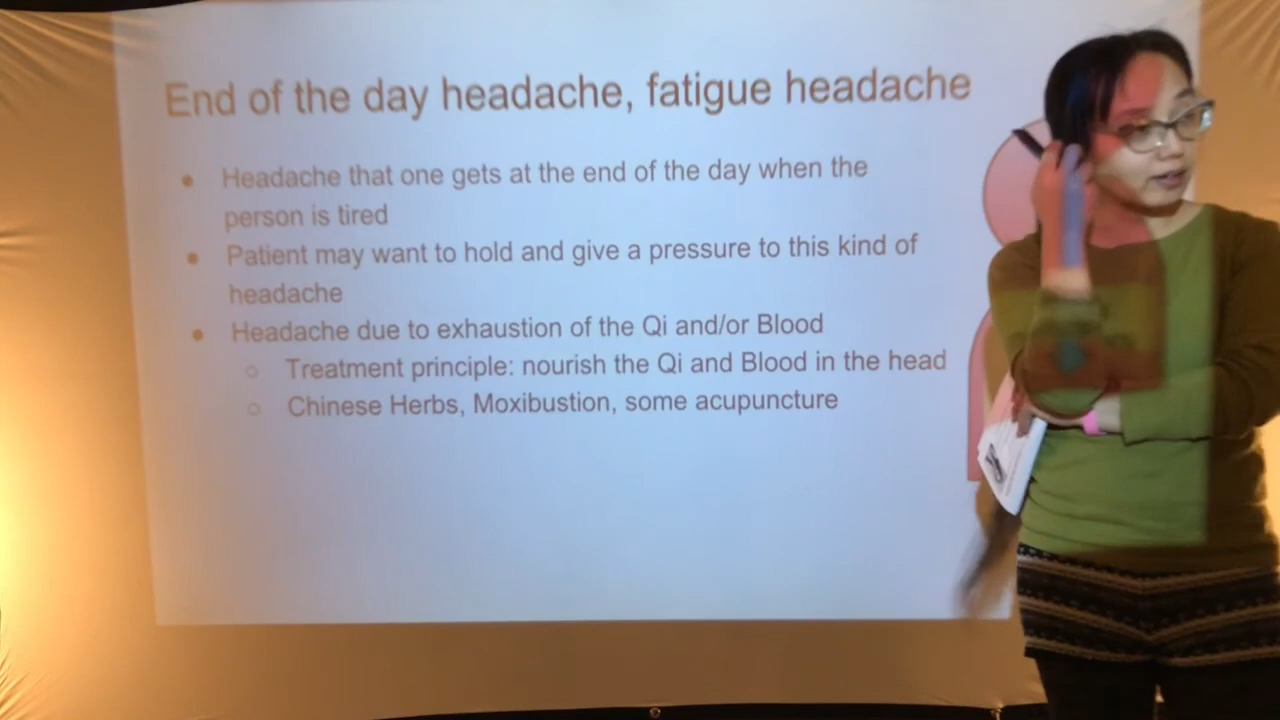 End of the day headache, fatigue headache
● Headache that one gets at the end of the day when the
person is tired
● Patient may want to hold and give a pressure to this kind of
headache
● Headache due to exhaustion of the Qi and/or Blood
○ Treatment principle: nourish the Qi and Blood in the head
○ Chinese Herbs, Moxibustion, some acupuncture